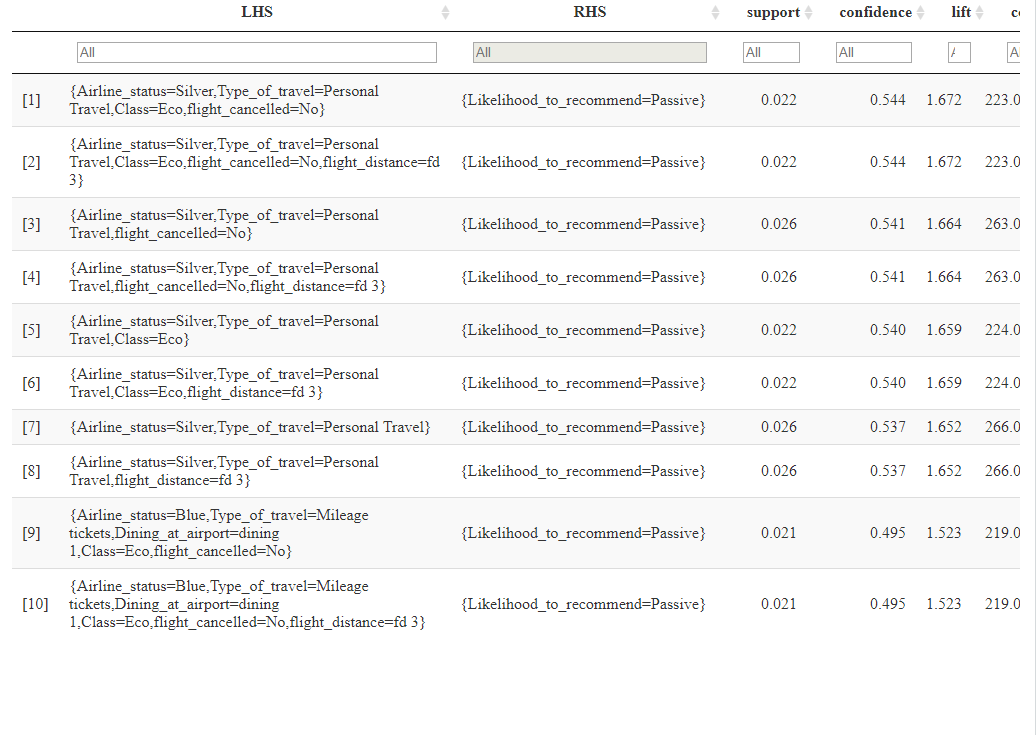 LHS RHS support confidence lift c
All All All All A A
[1] {Airline_status=Silver,Type_of_travel=Personal Travel,Class=Eco,flight_cancelled=No} {Likelihood_to_recommend=Passive} 0.022 0.544 1.672 223.0
[2] {Airline_status=Silver,Type_of_travel=Personal Travel,Class=Eco,flight_cancelled=No,flight_distance=fd 3} {Likelihood_to_recommend=Passive} 0.022 0.544 1.672 223.0
[3] {Airline_status=Silver,Type_of_travel=Personal Travel,flight_cancelled=No} {Likelihood_to_recommend=Passive} 0.026 0.541 1.664 263.0
[4] {Airline_status=Silver,Type_of_travel=Personal Travel,flight_cancelled=No,flight_distance=fd 3} {Likelihood_to_recommend=Passive} 0.026 0.541 1.664 263.0
[5] {Airline_status=Silver,Type_of_travel=Personal Travel,Class=Eco} {Likelihood_to_recommend=Passive} 0.022 0.540 1.659 224.0
[6] {Airline_status=Silver,Type_of_travel=Personal Travel,Class=Eco,flight_distance=fd 3} {Likelihood_to_recommend=Passive} 0.022 0.540 1.659 224.0
[7] {Airline_status=Silver,Type_of_travel=Personal Travel} {Likelihood_to_recommend=Passive} 0.026 0.537 1.652 266.0
[8] {Airline_status=Silver,Type_of_travel=Personal Travel,flight_distance=fd 3} {Likelihood_to_recommend=Passive} 0.026 0.537 1.652 266.0
[9] {Airline_status=Blue,Type_of_travel=Mileage tickets,Dining_at_airport=dining 1,Class=Eco,flight_cancelled=No} {Likelihood_to_recommend=Passive} 0.021 0.495 1.523 219.0
[10] {Airline_status=Blue,Type_of_travel=Mileage tickets,Dining_at_airport=dining 1,Class=Eco,flight_cancelled=No,flight_distance=fd 3} {Likelihood_to_recommend=Passive} 0.021 0.495 1.523 219.0